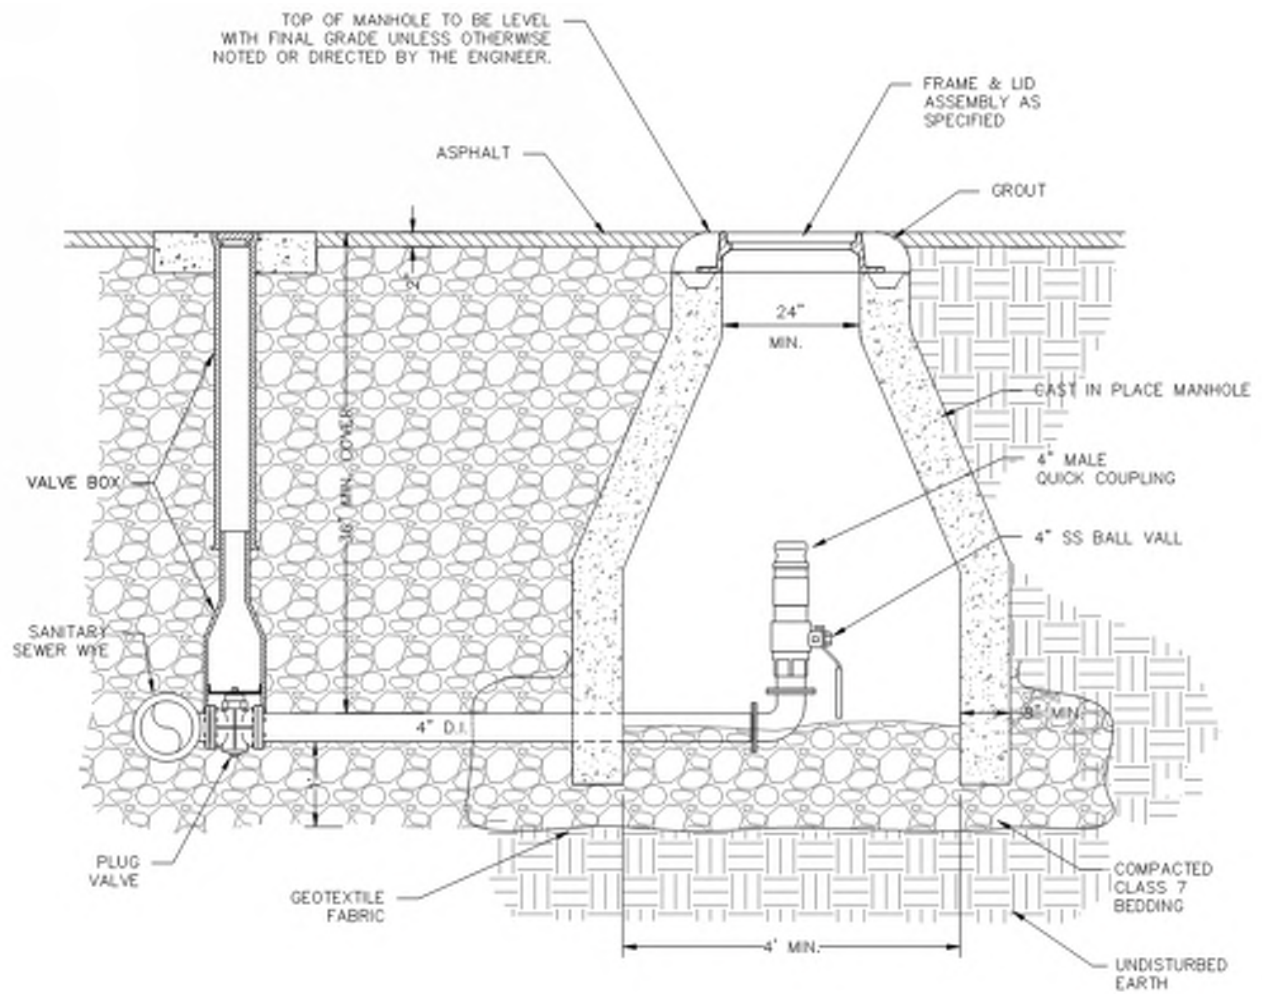 TOP OF MANHOLE TO BE LEVEL
WITH FINAL GRADE UNLESS OTHERWISE
NOTED OR DIRECTED BY THE ENGINEER.
FRAME & LID
ASSEMBLY AS
SPECIFIED
ASPHALT
GROUT
2"
24"
MIN.
CAST IN PLACE MANHOLE
36" MIN. COVER
4" MALE
QUICK COUPLING
VALVE BOX
4" SS BALL VALL
SANITARY
SEWER WYE
4" D.I.
8" MIN.
PLUG
VALVE
GEOTEXTILE
FABRIC
COMPACTED
CLASS 7
BEDDING
4' MIN.
UNDISTURBED
EARTH